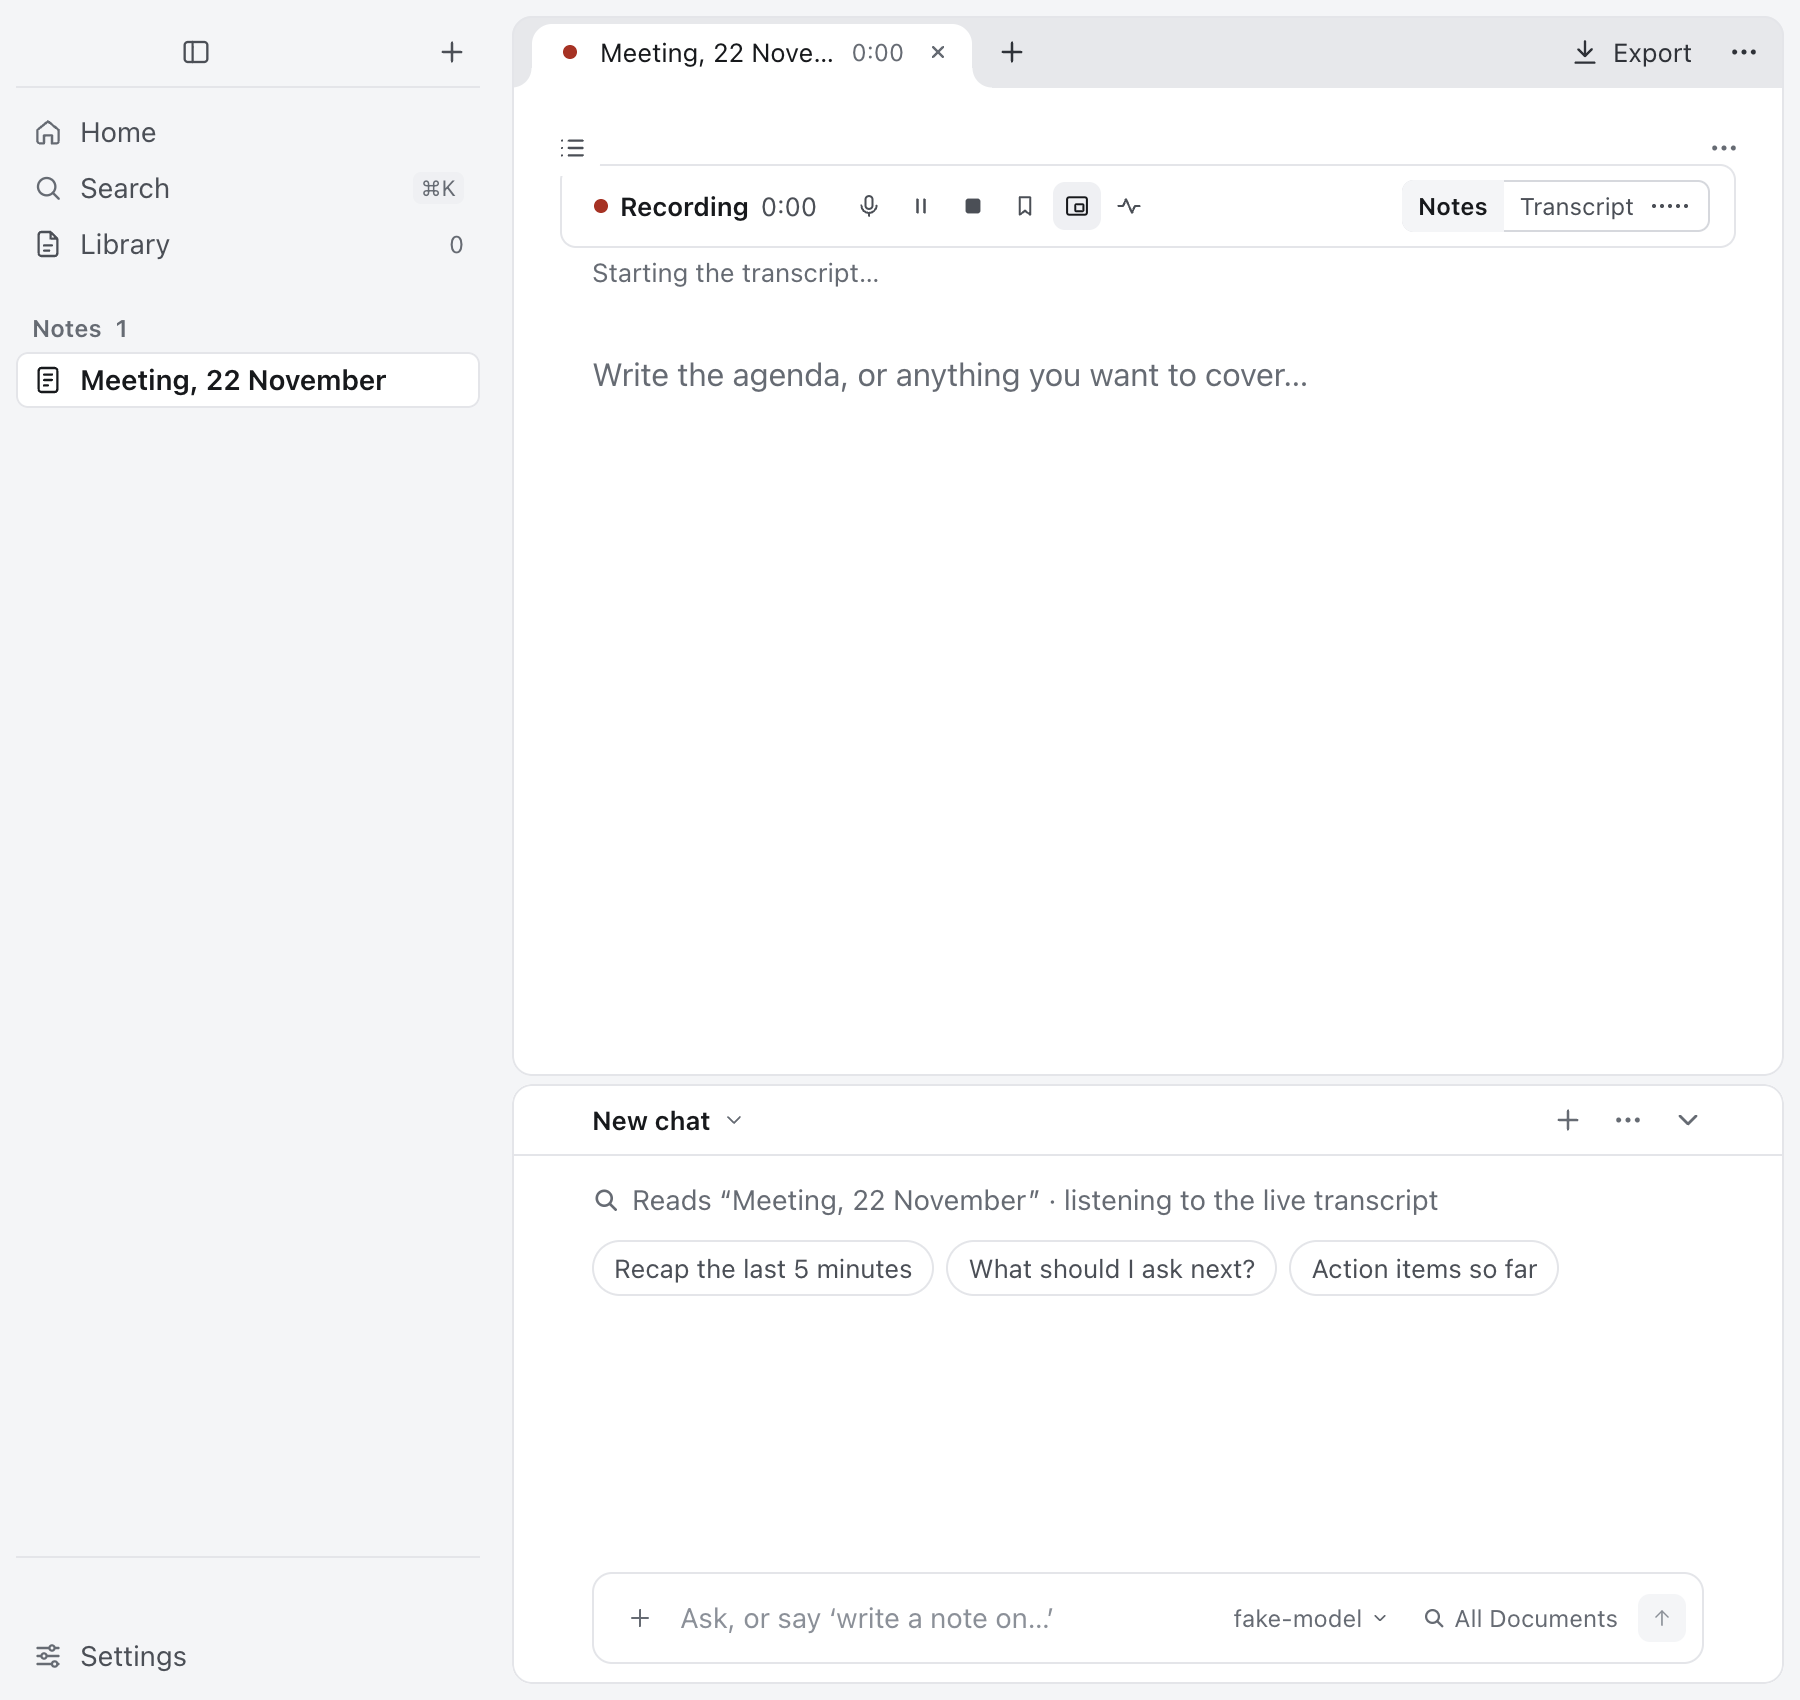 Meeting, 22 Nove... 0:00
Export
Home
Search ⌘K
Library 0
Notes 1
Meeting, 22 November
Recording 0:00
Notes Transcript
Starting the transcript...
Write the agenda, or anything you want to cover...
New chat
Reads “Meeting, 22 November” · listening to the live transcript
Recap the last 5 minutes
What should I ask next?
Action items so far
Ask, or say ‘write a note on...’
fake-model
All Documents
Settings